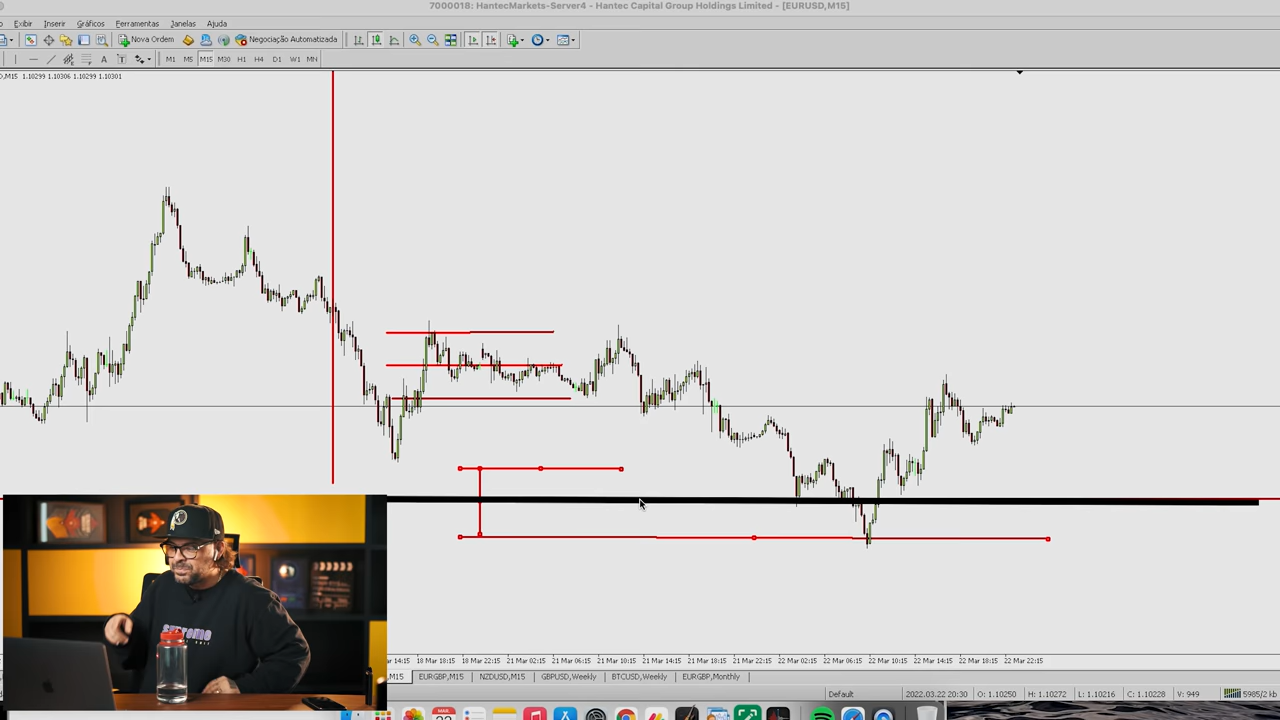 7000018: HantecMarkets-Server4 - Hantec Capital Group Holdings Limited - [EURUSD,M15]
Exibir Inserir Gráficos Ferramentas Janelas Ajuda
Nova Ordem Negociação Automatizada
A T M1 M5 M15 M30 H1 H4 D1 W1 MN
D,M15 1.10299 1.10306 1.10299 1.10301
Mar 14:15 18 Mar 18:15 18 Mar 22:15 21 Mar 02:15 21 Mar 06:15 21 Mar 10:15 21 Mar 14:15 21 Mar 18:15 21 Mar 22:15 22 Mar 02:15 22 Mar 06:15 22 Mar 10:15 22 Mar 14:15 22 Mar 18:15 22 Mar 22:15
,M15 EURGBP,M15 NZDUSD,M15 GBPUSD,Weekly BTCUSD,Weekly EURGBP,Monthly
Default 2022.03.22 20:30 O: 1.10250 H: 1.10272 L: 1.10216 C: 1.10228 V: 949 5985/2 kb